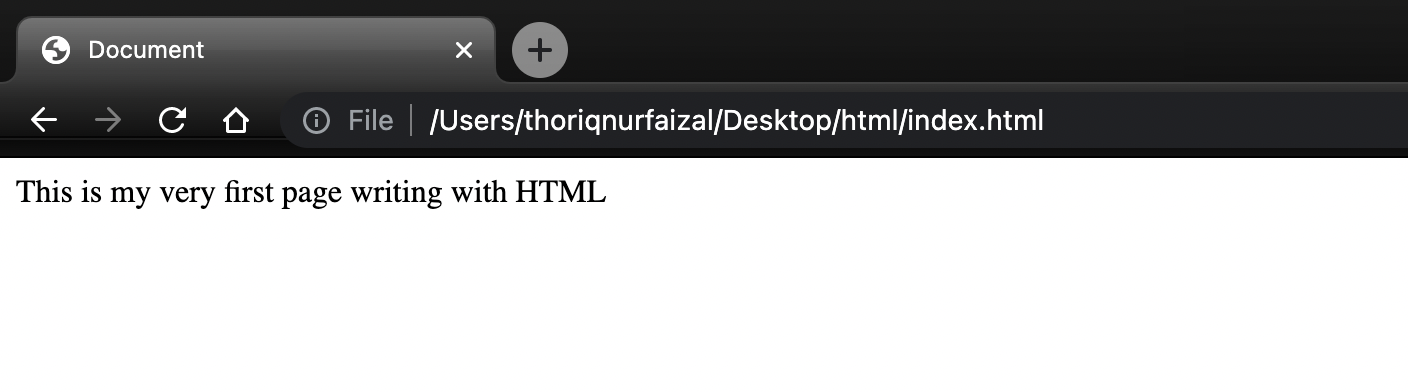 Document
File /Users/thoriqnurfaizal/Desktop/html/index.html
This is my very first page writing with HTML